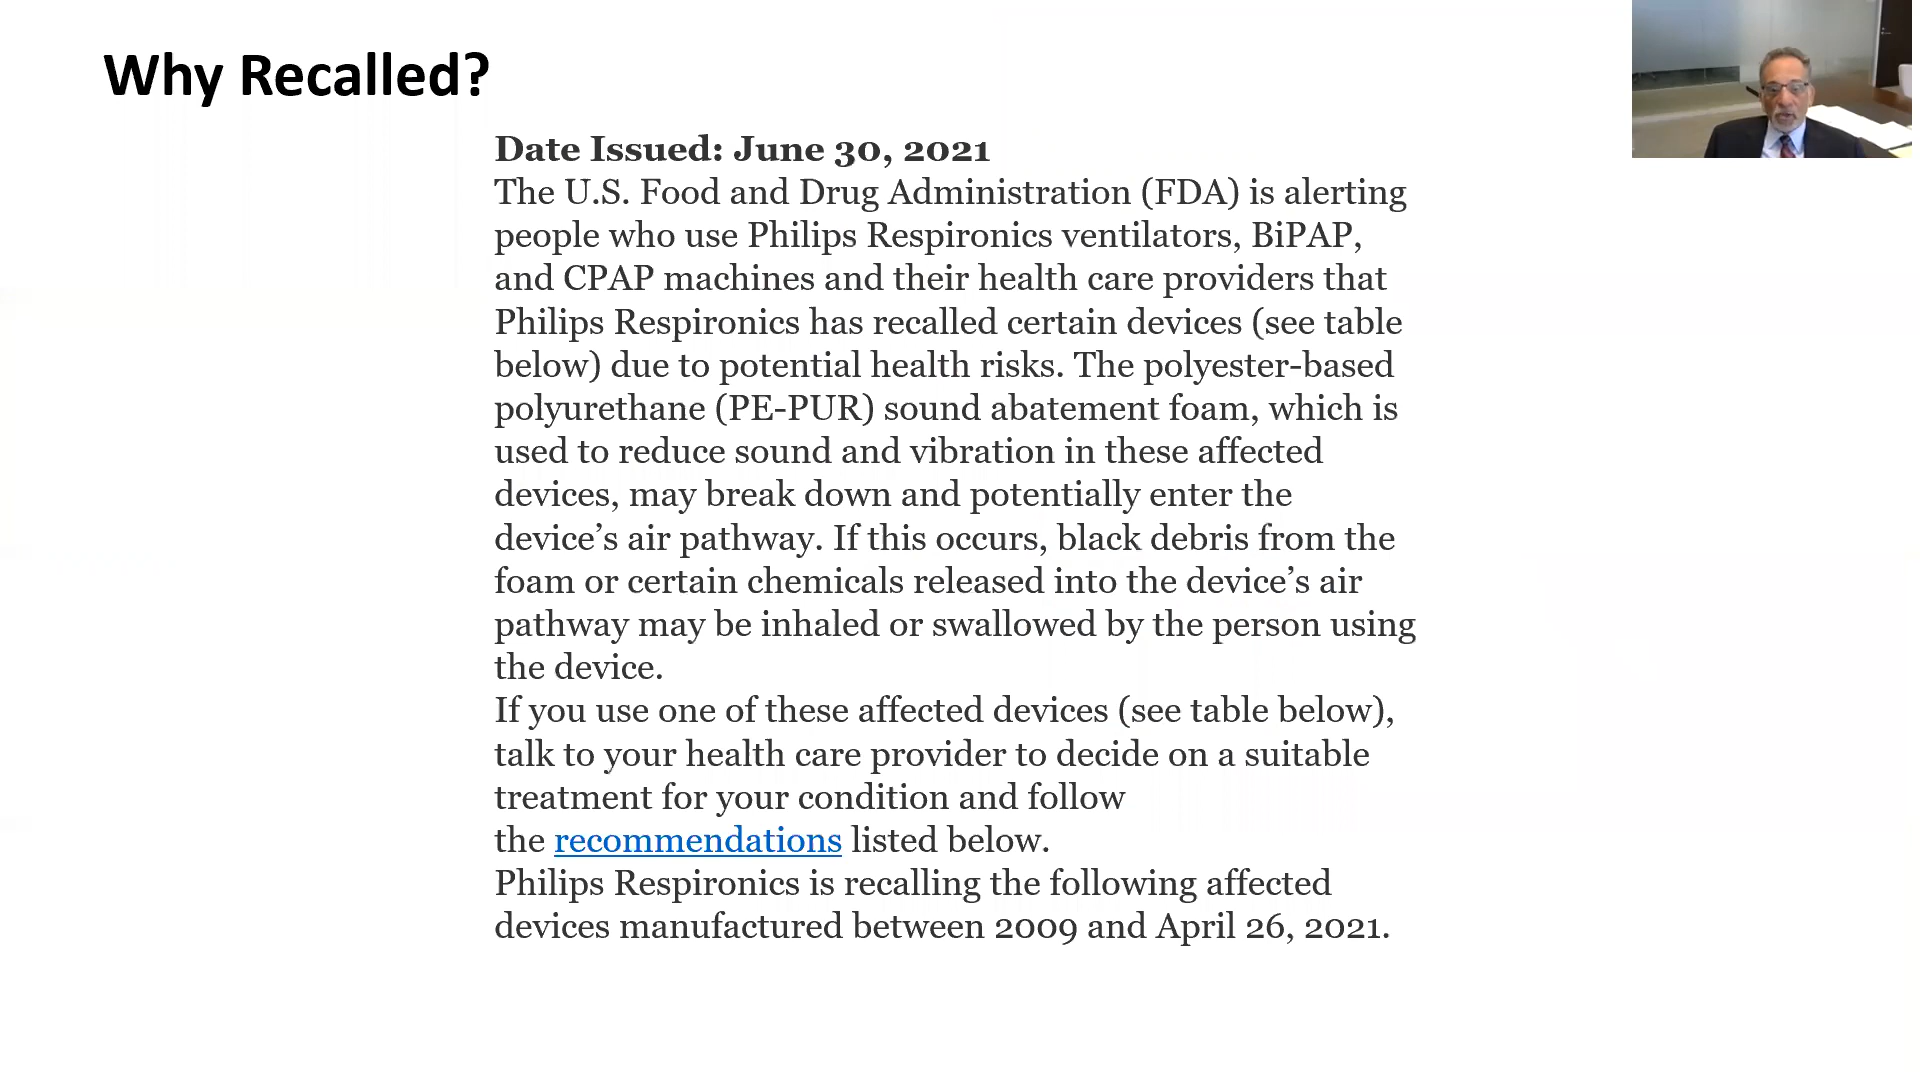 Why Recalled?
Date Issued: June 30, 2021
The U.S. Food and Drug Administration (FDA) is alerting
people who use Philips Respironics ventilators, BiPAP,
and CPAP machines and their health care providers that
Philips Respironics has recalled certain devices (see table
below) due to potential health risks. The polyester-based
polyurethane (PE-PUR) sound abatement foam, which is
used to reduce sound and vibration in these affected
devices, may break down and potentially enter the
device’s air pathway. If this occurs, black debris from the
foam or certain chemicals released into the device’s air
pathway may be inhaled or swallowed by the person using
the device.
If you use one of these affected devices (see table below),
talk to your health care provider to decide on a suitable
treatment for your condition and follow
the recommendations listed below.
Philips Respironics is recalling the following affected
devices manufactured between 2009 and April 26, 2021.